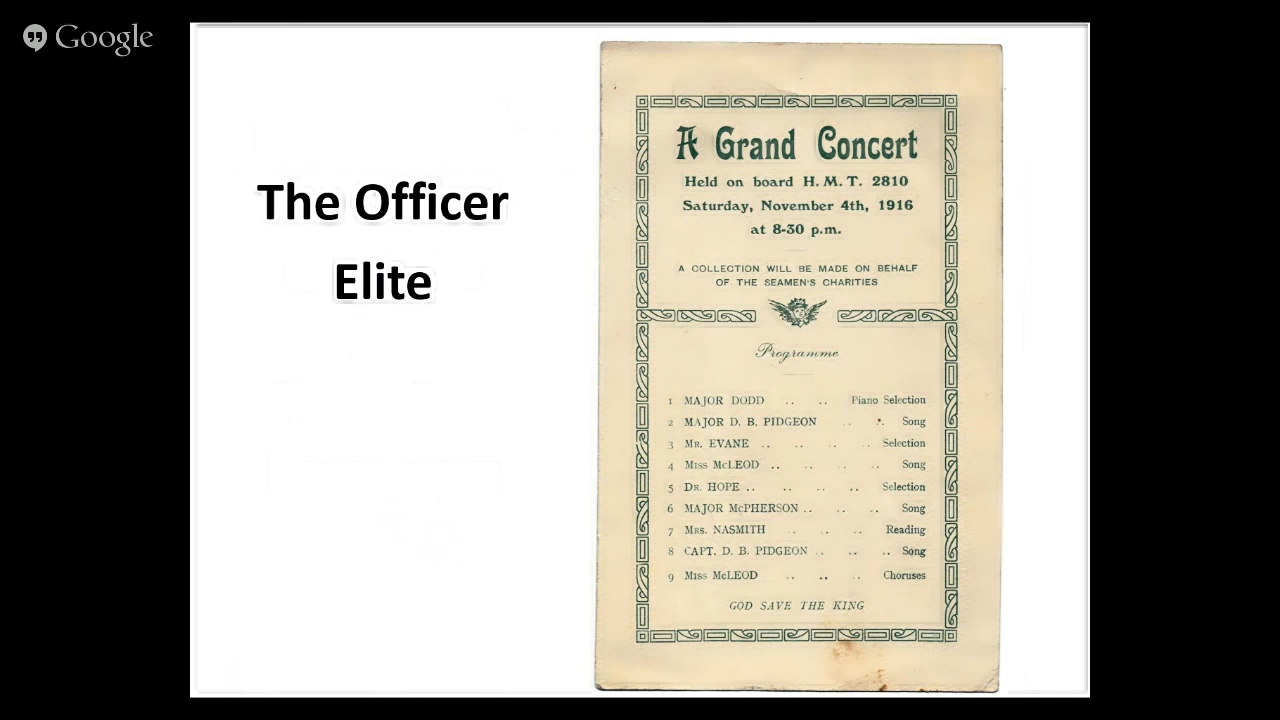 Google
The Officer
Elite
A Grand Concert
Held on board H. M. T. 2810
Saturday, November 4th, 1916
at 8-30 p.m.
A COLLECTION WILL BE MADE ON BEHALF
OF THE SEAMEN'S CHARITIES
Programme
1 MAJOR DODD .. .. Piano Selection
2 MAJOR D. B. PIDGEON .. .. Song
3 MR. EVANE .. .. .. .. Selection
4 MISS McLEOD .. .. .. .. Song
5 DR. HOPE .. .. .. .. Selection
6 MAJOR McPHERSON .. .. .. Song
7 MRS. NASMITH .. .. .. Reading
8 CAPT. D. B. PIDGEON .. .. .. Song
9 MISS McLEOD .. .. .. Choruses
GOD SAVE THE KING